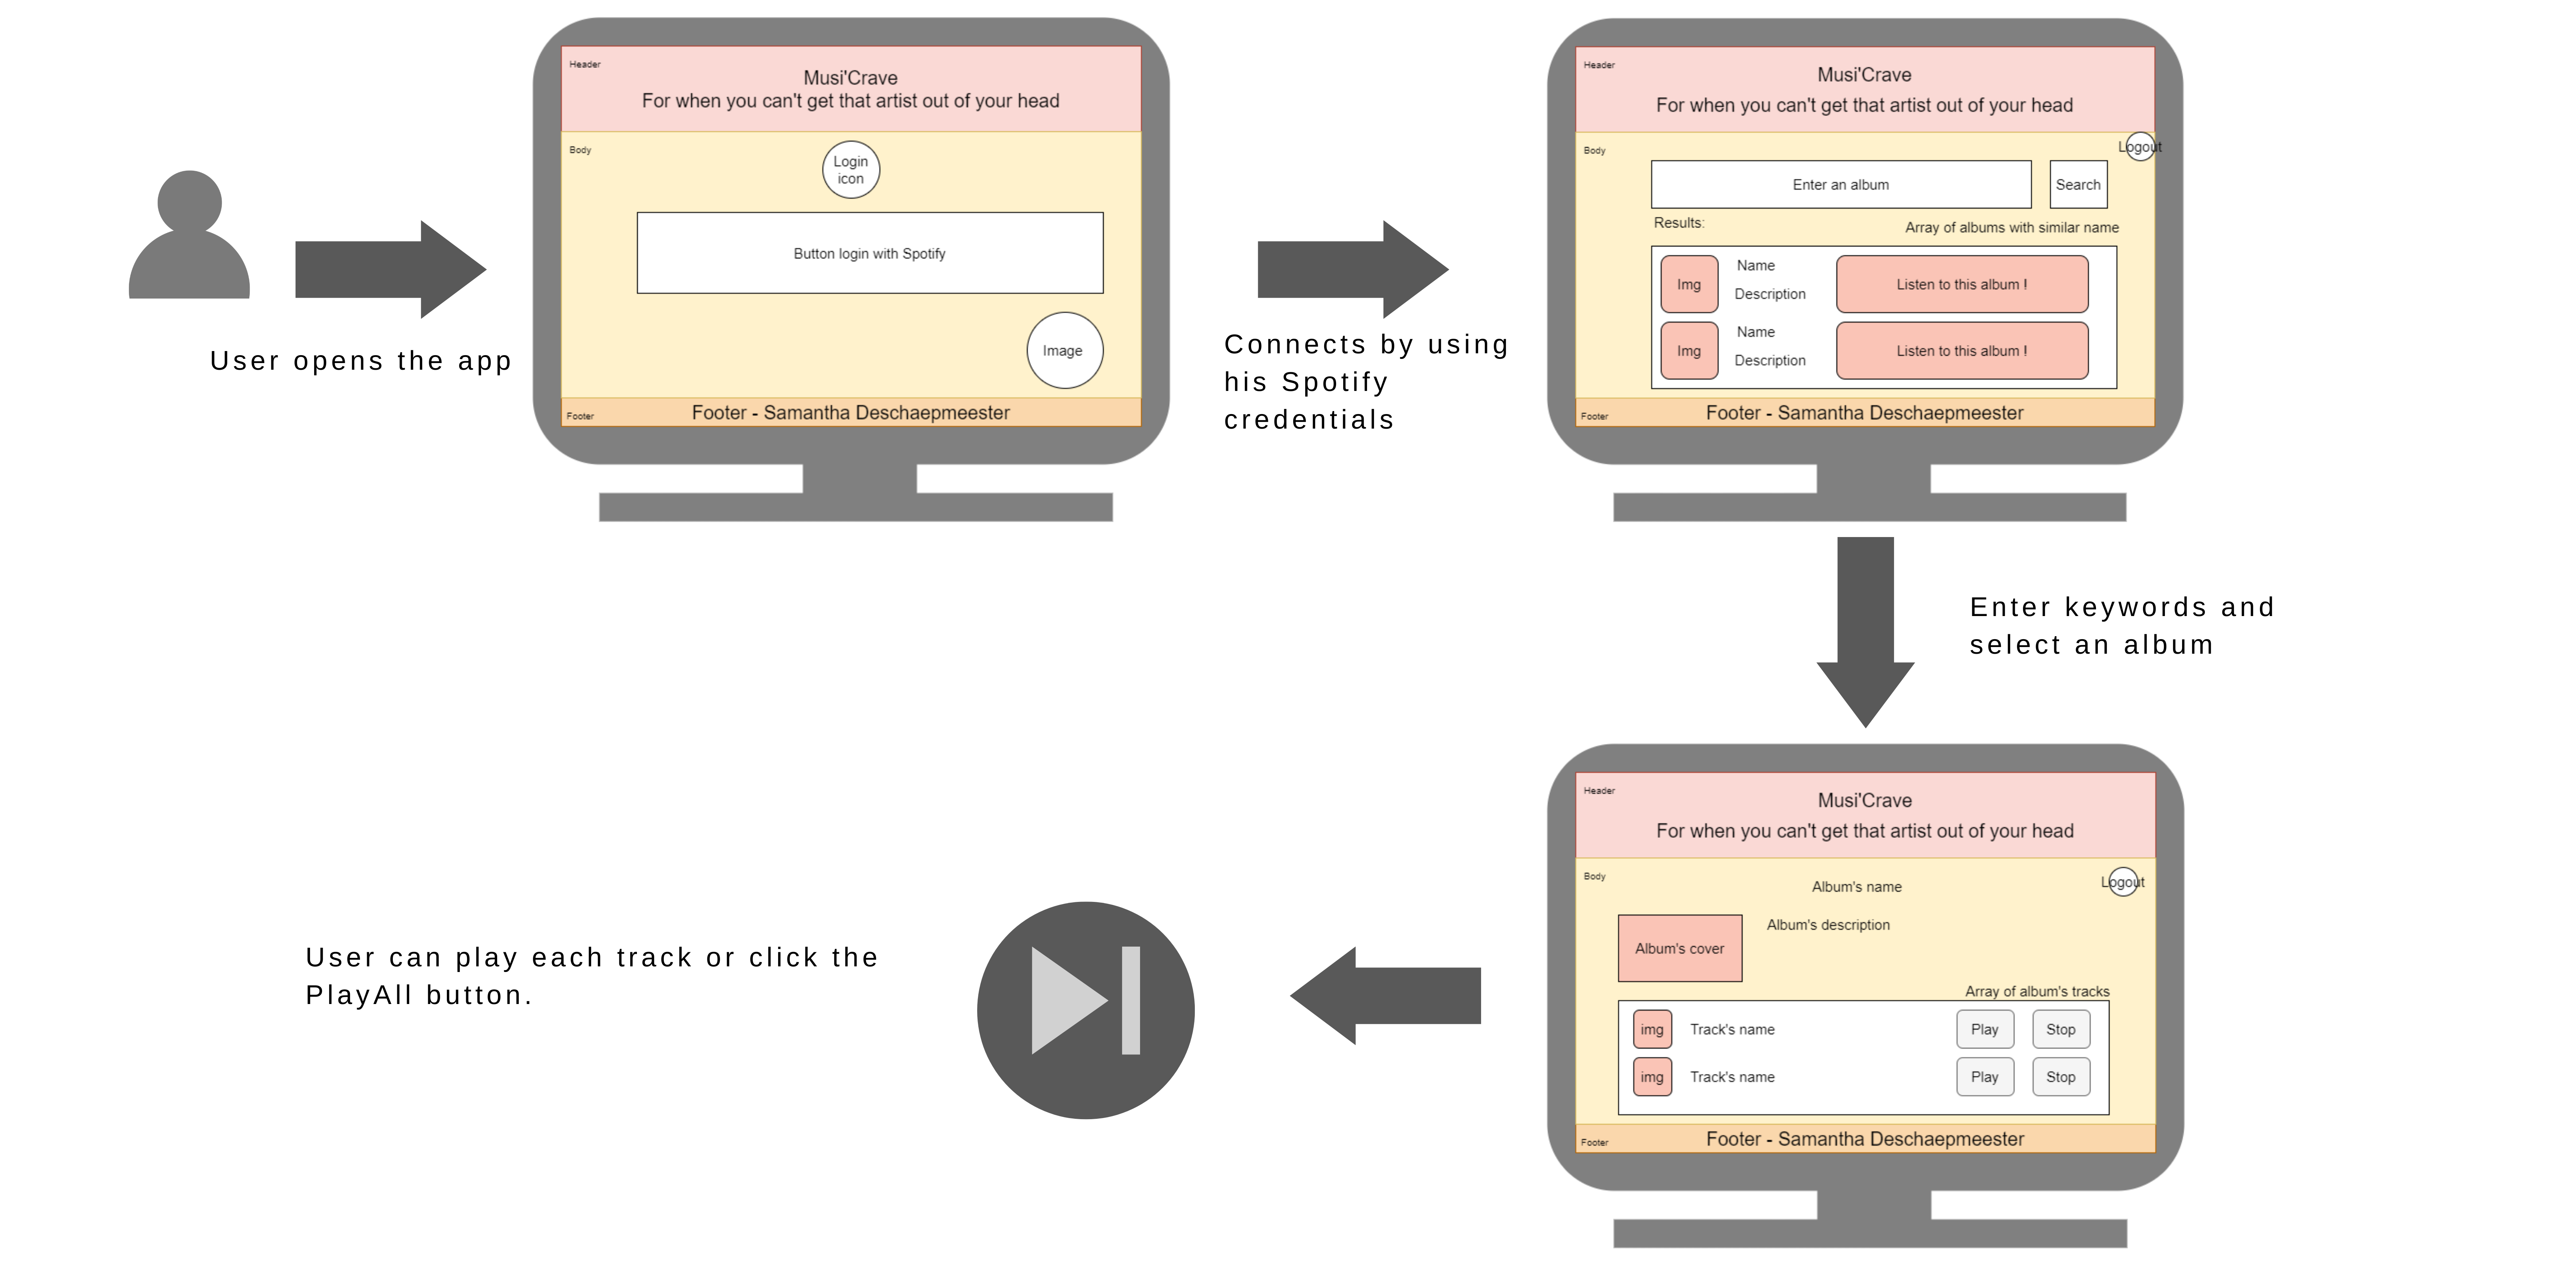 User opens the app
Header
Musi'Crave
For when you can't get that artist out of your head
Body
Login
icon
Button login with Spotify
Image
Footer
Footer - Samantha Deschaepmeester
Connects by using
his Spotify
credentials
Header
Musi'Crave
For when you can't get that artist out of your head
Body
Logout
Enter an album
Search
Results:
Array of albums with similar name
Img
Name
Description
Listen to this album !
Img
Name
Description
Listen to this album !
Footer
Footer - Samantha Deschaepmeester
Enter keywords and
select an album
Header
Musi'Crave
For when you can't get that artist out of your head
Body
Logout
Album's name
Album's cover
Album's description
Array of album's tracks
img
Track's name
Play
Stop
img
Track's name
Play
Stop
Footer
Footer - Samantha Deschaepmeester
User can play each track or click the
PlayAll button.